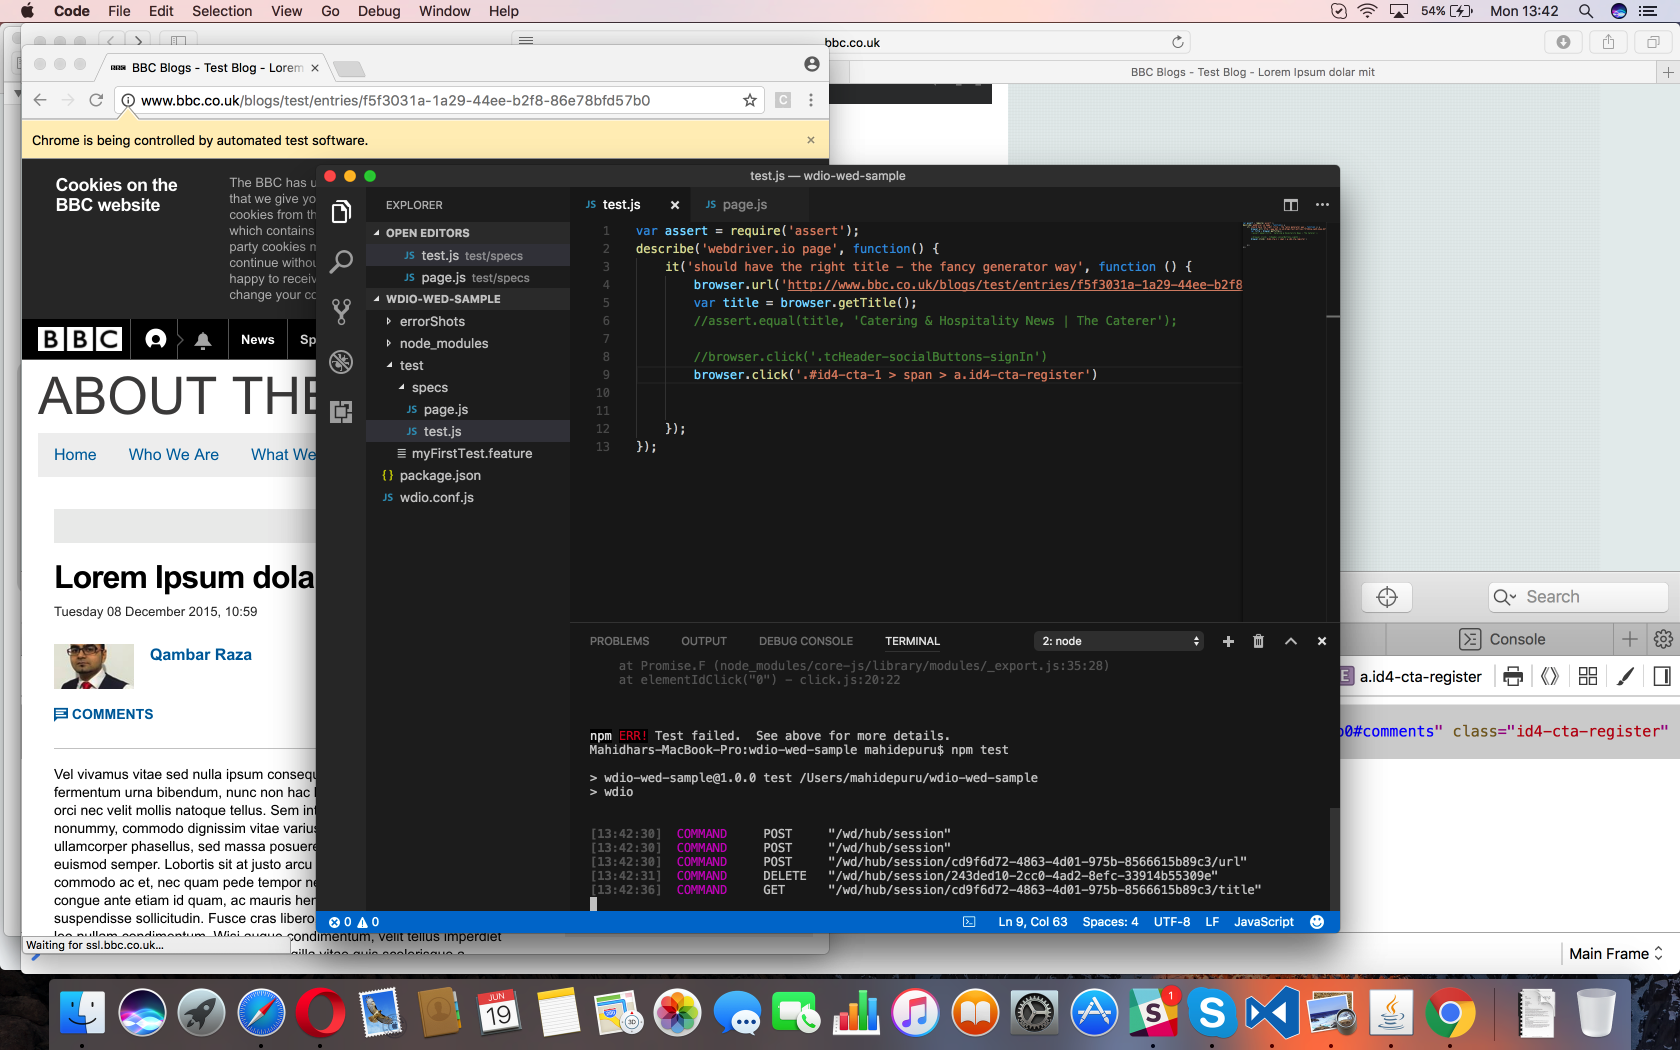 Code File Edit Selection View Go Debug Window Help
54% Mon 13:42
bbc.co.uk
BBC Blogs - Test Blog - Lorem Ipsum dolar mit
BBC Blogs - Test Blog - Lorem
www.bbc.co.uk/blogs/test/entries/f5f3031a-1a29-44ee-b2f8-86e78bfd57b0
Chrome is being controlled by automated test software.
Cookies on the
BBC website
The BBC has u
that we give yo
cookies from th
which contains
party cookies n
continue withou
happy to receiv
change your co
BBC News Sp
ABOUT THE
Home Who We Are What We
Lorem Ipsum dola
Tuesday 08 December 2015, 10:59
Qambar Raza
COMMENTS
Vel vivamus vitae sed nulla ipsum consequ
fermentum urna bibendum, nunc non hac
orci nec velit mollis natoque tellus. Sem int
nonummy, commodo dignissim vitae varius
ullamcorper phasellus, sed massa posuere
euismod semper. Lobortis sit at justo arcu
commodo ac et, nec quam pede tempor ne
congue ante etiam id quam, ac mauris her
suspendisse sollicitudin. Fusce cras libero
condimentum, velit tellus imperdiet
Waiting for ssl.bbc.co.uk...
test.js — wdio-wed-sample
EXPLORER
OPEN EDITORS
JS test.js test/specs
JS page.js test/specs
WDIO-WED-SAMPLE
errorShots
node_modules
test
specs
JS page.js
JS test.js
myFirstTest.feature
{} package.json
JS wdio.conf.js
JS test.js JS page.js
1 var assert = require('assert');
2 describe('webdriver.io page', function() {
3 it('should have the right title - the fancy generator way', function () {
4 browser.url('http://www.bbc.co.uk/blogs/test/entries/f5f3031a-1a29-44ee-b2f8
5 var title = browser.getTitle();
6 //assert.equal(title, 'Catering & Hospitality News | The Caterer');
7
8 //browser.click('.tcHeader-socialButtons-signIn')
9 browser.click('.#id4-cta-1 > span > a.id4-cta-register')
10
11
12 });
13 });
PROBLEMS OUTPUT DEBUG CONSOLE TERMINAL 2: node
at Promise.F (node_modules/core-js/library/modules/_export.js:35:28)
at elementIdClick("0") - click.js:20:22
npm ERR! Test failed. See above for more details.
Mahidhars-MacBook-Pro:wdio-wed-sample mahidepuru$ npm test
> wdio-wed-sample@1.0.0 test /Users/mahidepuru/wdio-wed-sample
> wdio
[13:42:30] COMMAND POST "/wd/hub/session"
[13:42:30] COMMAND POST "/wd/hub/session"
[13:42:30] COMMAND POST "/wd/hub/session/cd9f6d72-4863-4d01-975b-8566615b89c3/url"
[13:42:31] COMMAND DELETE "/wd/hub/session/243ded10-2cc0-4ad2-8efc-33914b55309e"
[13:42:36] COMMAND GET "/wd/hub/session/cd9f6d72-4863-4d01-975b-8566615b89c3/title"
0 0 Ln 9, Col 63 Spaces: 4 UTF-8 LF JavaScript
Search
Console
E a.id4-cta-register
0#comments" class="id4-cta-register"
Main Frame
JUN
19
3D
1